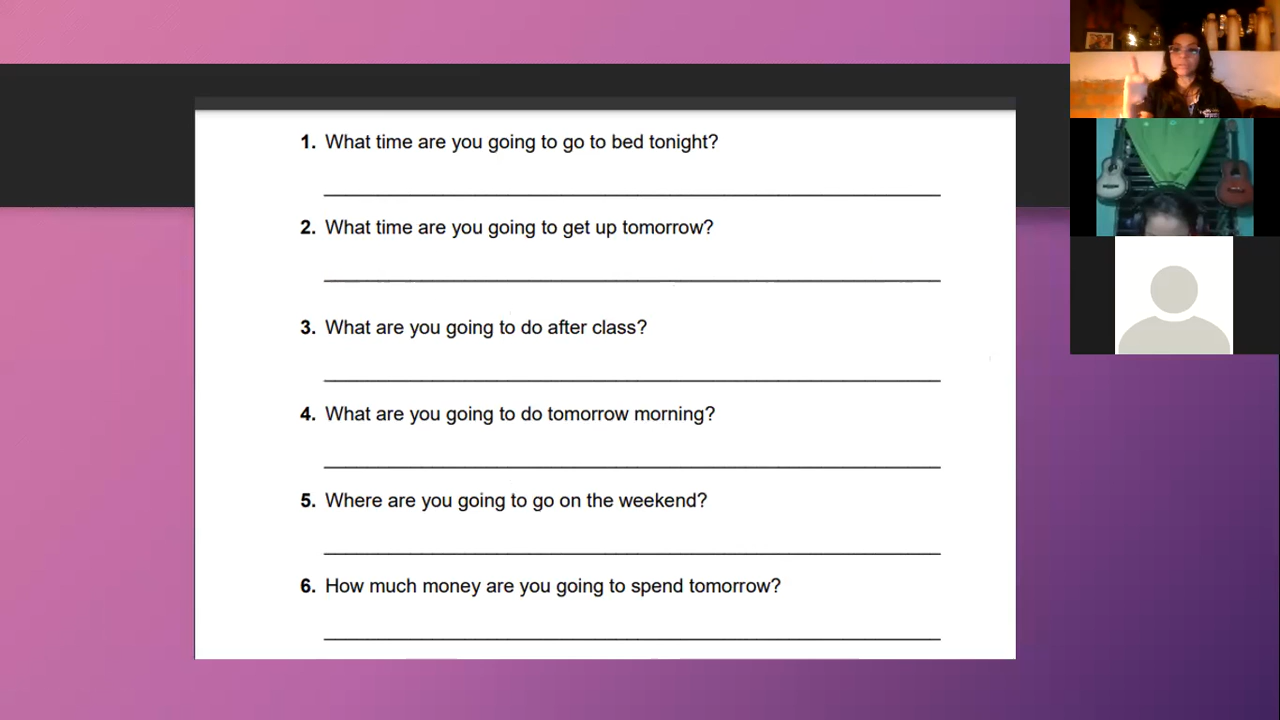 1. What time are you going to go to bed tonight?
2. What time are you going to get up tomorrow?
3. What are you going to do after class?
4. What are you going to do tomorrow morning?
5. Where are you going to go on the weekend?
6. How much money are you going to spend tomorrow?